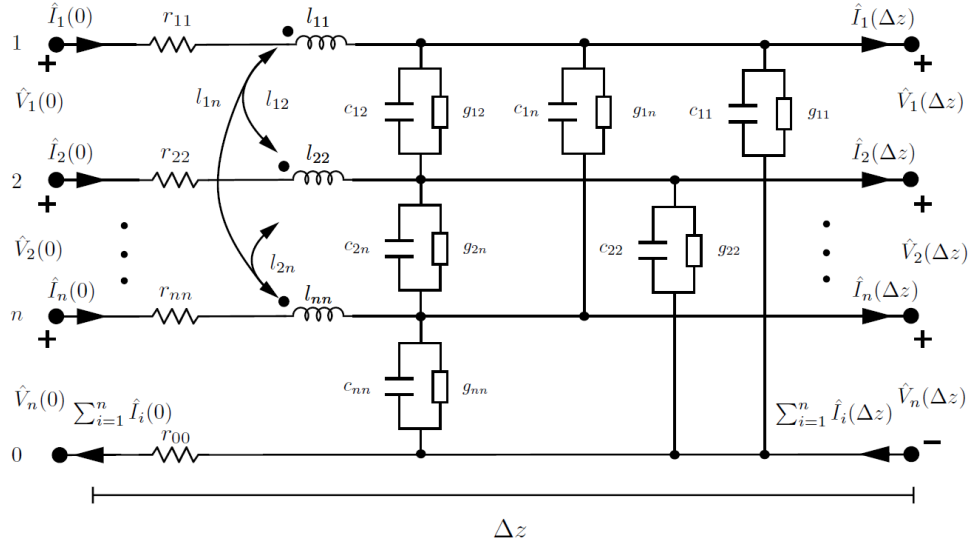 Î₁(0) r₁₁ l₁₁ Î₁(Δz)
1
+ +
V̂₁(0) l₁ₙ l₁₂ c₁₂ g₁₂ c₁ₙ g₁ₙ c₁₁ g₁₁ V̂₁(Δz)
Î₂(0) r₂₂ l₂₂ Î₂(Δz)
2
+ +
V̂₂(0) l₂ₙ c₂ₙ g₂ₙ c₂₂ g₂₂ V̂₂(Δz)
Îₙ(0) rₙₙ lₙₙ Îₙ(Δz)
n
+ +
V̂ₙ(0) cₙₙ gₙₙ V̂ₙ(Δz)
∑ⁿᵢ₌₁ Îᵢ(0) r₀₀ ∑ⁿᵢ₌₁ Îᵢ(Δz) −
0
Δz